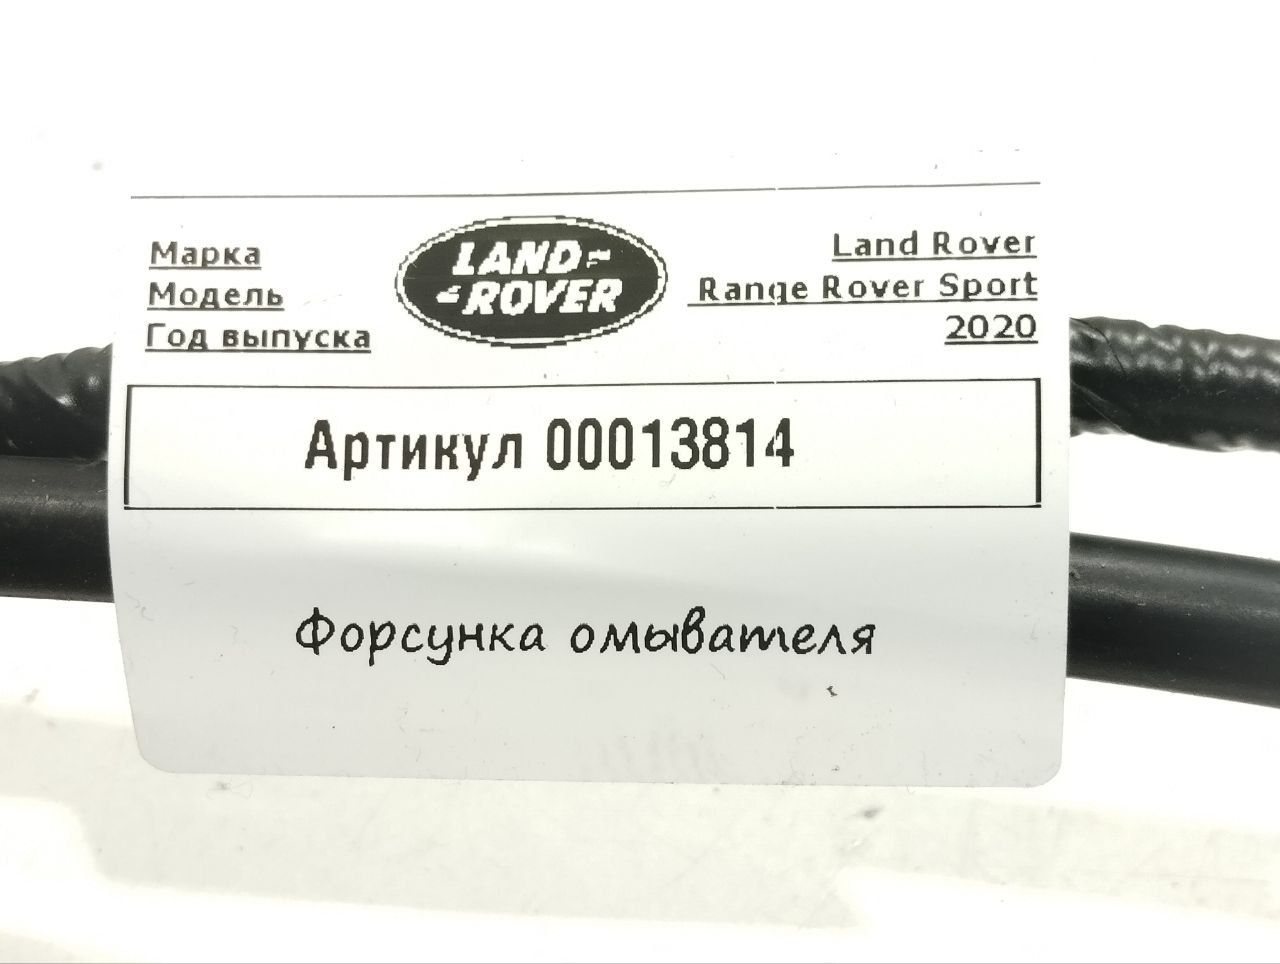 Марка
Модель
Год выпуска
LAND-
-ROVER
Land Rover
Range Rover Sport
2020
Артикул 00013814
Форсунка омывателя